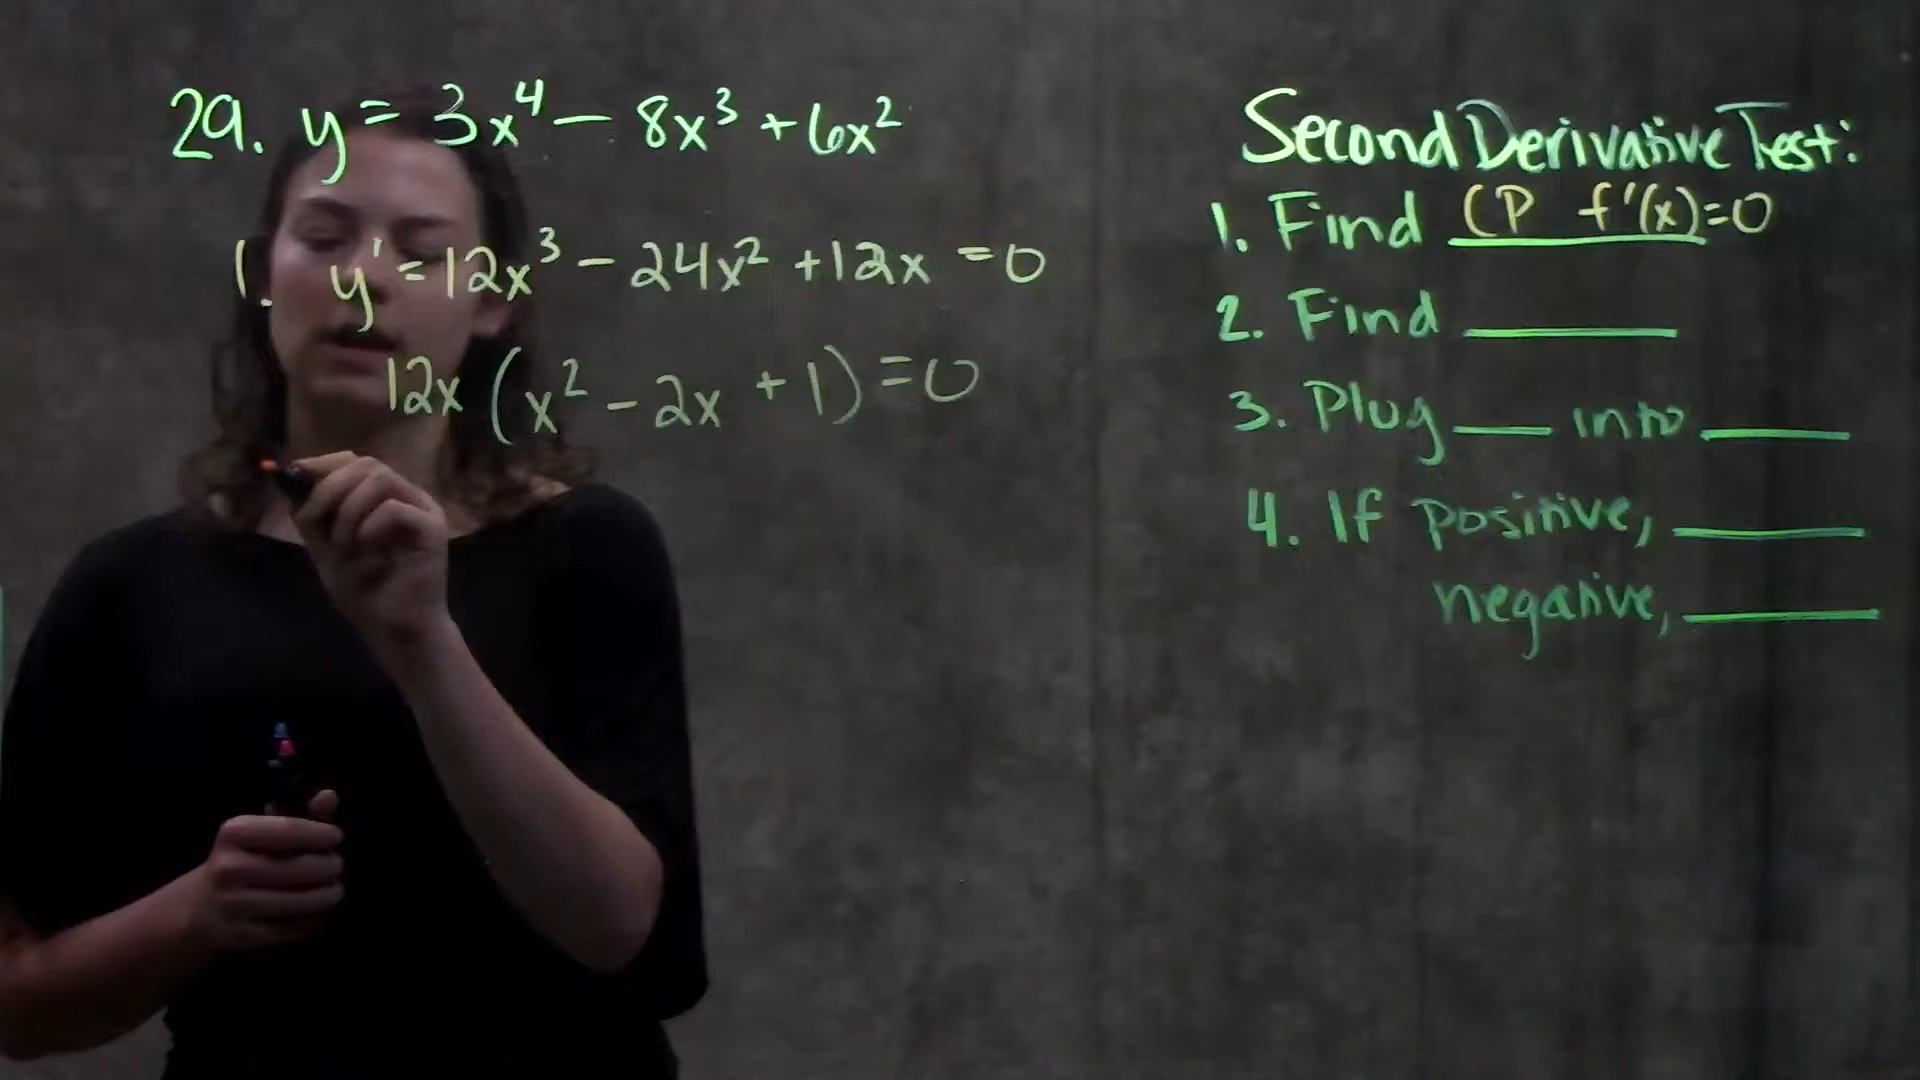 29. y = 3x⁴ - 8x³ + 6x²
1. y' = 12x³ - 24x² + 12x = 0
12x (x² - 2x + 1) = 0
Second Derivative Test:
1. Find CP f'(x)=0
2. Find ______
3. Plug ____ into ______
4. If positive, ______
negative, ______